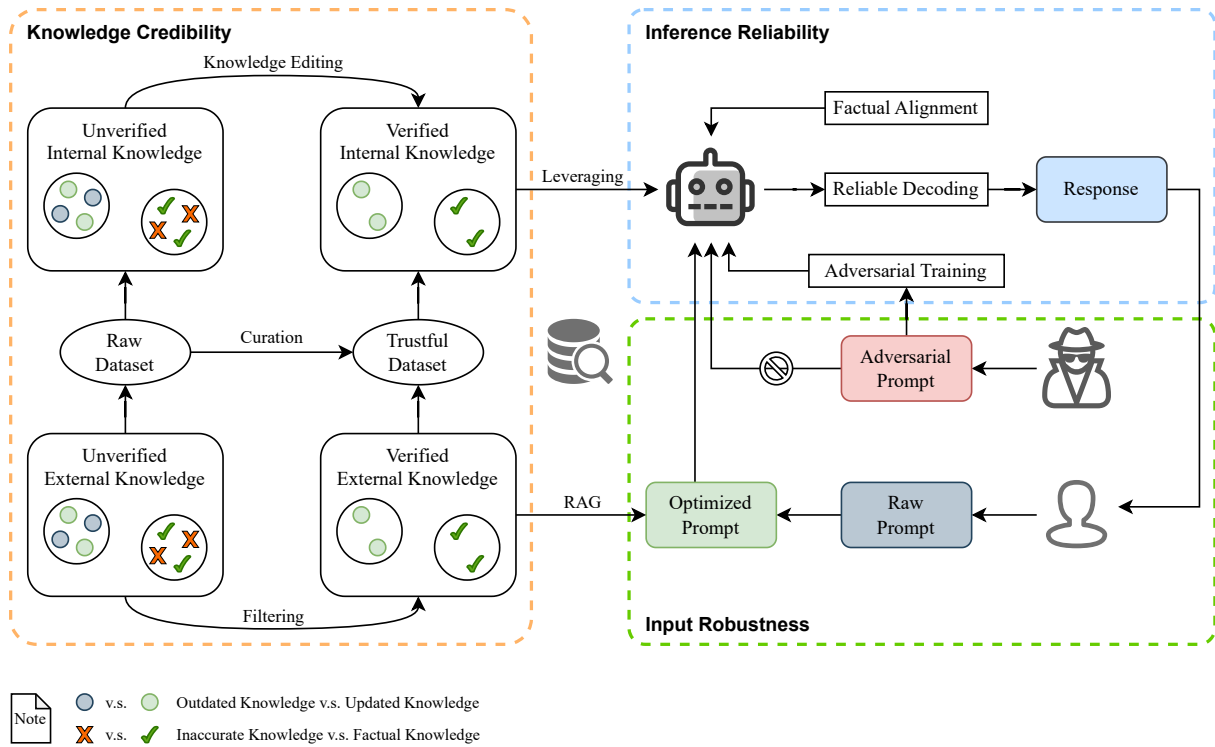 Knowledge Credibility
Knowledge Editing
Unverified
Internal Knowledge
Verified
Internal Knowledge
Raw
Dataset
Curation
Trustful
Dataset
Unverified
External Knowledge
Verified
External Knowledge
Filtering
Leveraging
RAG
Inference Reliability
Factual Alignment
Reliable Decoding
Response
Adversarial Training
Adversarial
Prompt
Optimized
Prompt
Raw
Prompt
Input Robustness
Note
v.s.
Outdated Knowledge v.s. Updated Knowledge
v.s.
Inaccurate Knowledge v.s. Factual Knowledge